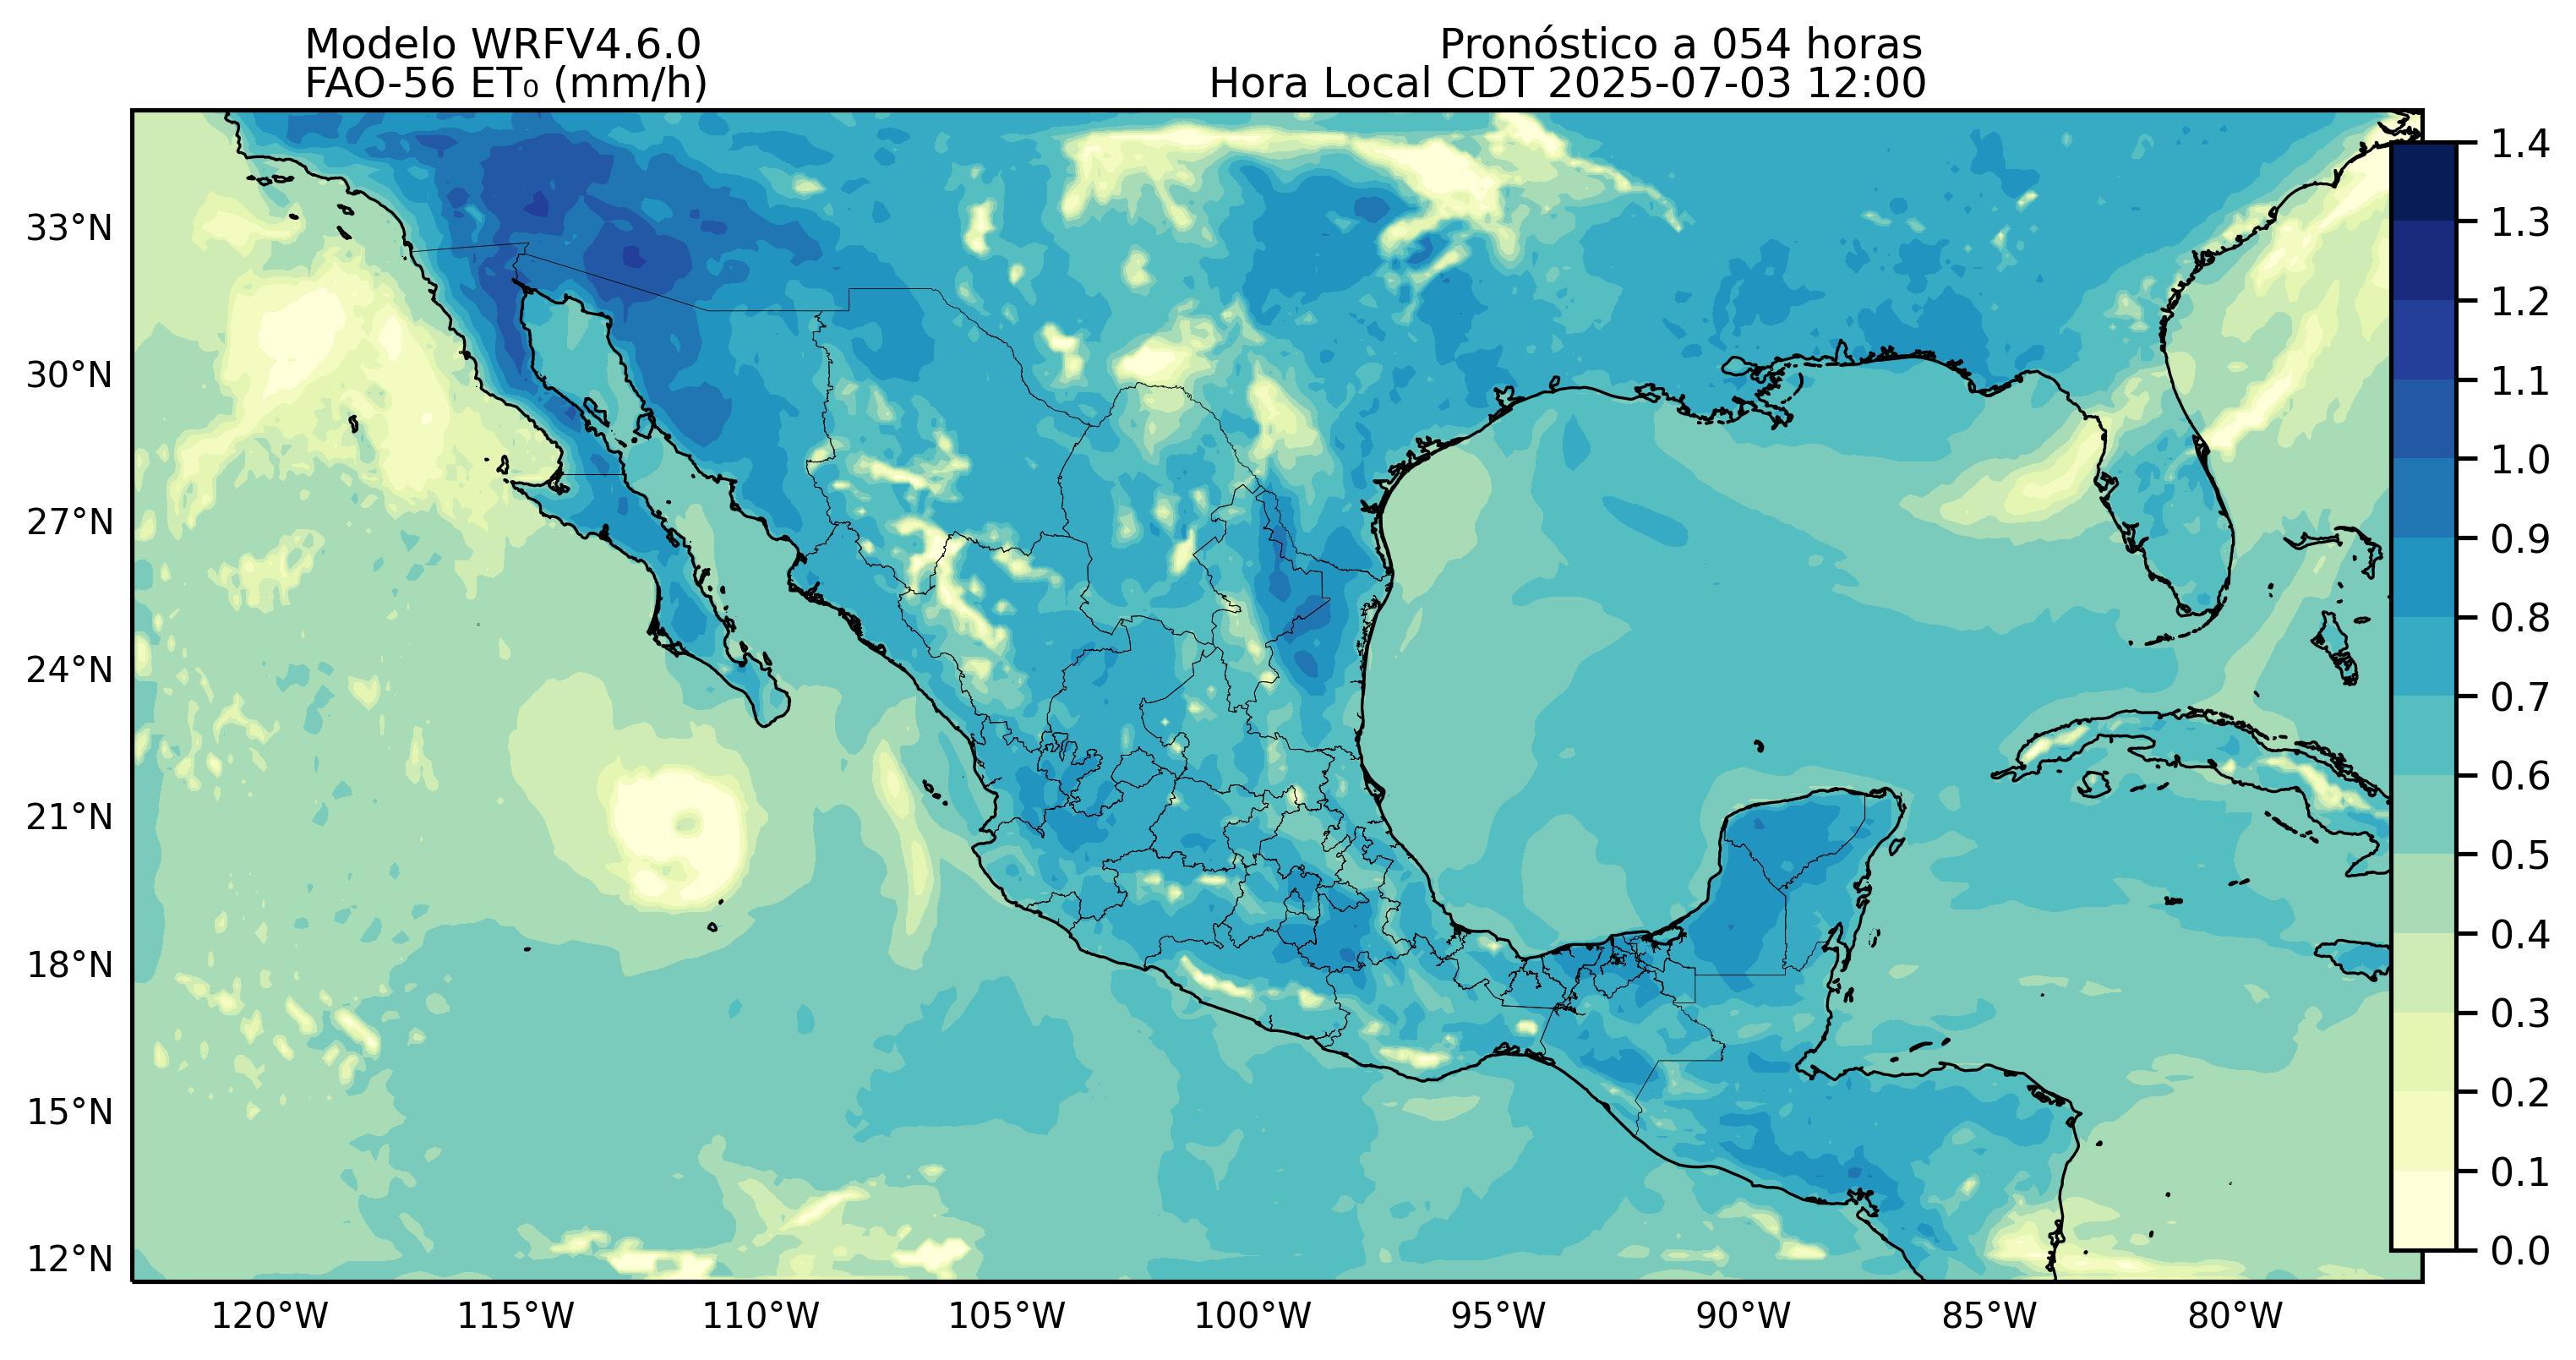 Modelo WRFV4.6.0
FAO-56 ET₀ (mm/h)
Pronóstico a 054 horas
Hora Local CDT 2025-07-03 12:00
33°N
30°N
27°N
24°N
21°N
18°N
15°N
12°N
120°W
115°W
110°W
105°W
100°W
95°W
90°W
85°W
80°W
1.4
1.3
1.2
1.1
1.0
0.9
0.8
0.7
0.6
0.5
0.4
0.3
0.2
0.1
0.0